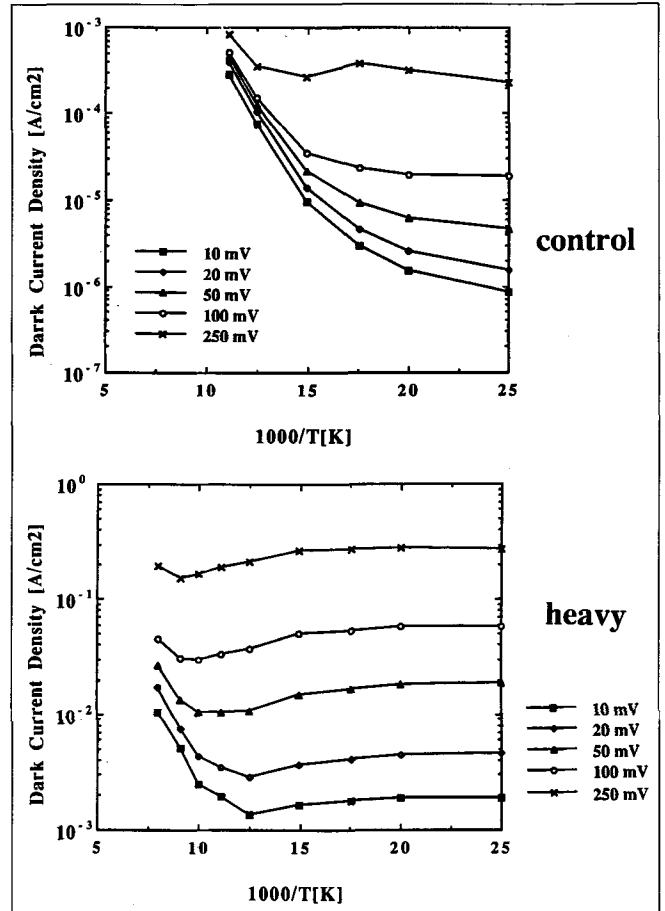 10^-3
10^-4
10^-5
10^-6
10^-7
Darrk Current Density [A/cm2]
10 mV
20 mV
50 mV
100 mV
250 mV
5 10 15 20 25
1000/T[K]
control
10^0
10^-1
10^-2
10^-3
Dark Current Density [A/cm2]
5 10 15 20 25
1000/T[K]
heavy
10 mV
20 mV
50 mV
100 mV
250 mV